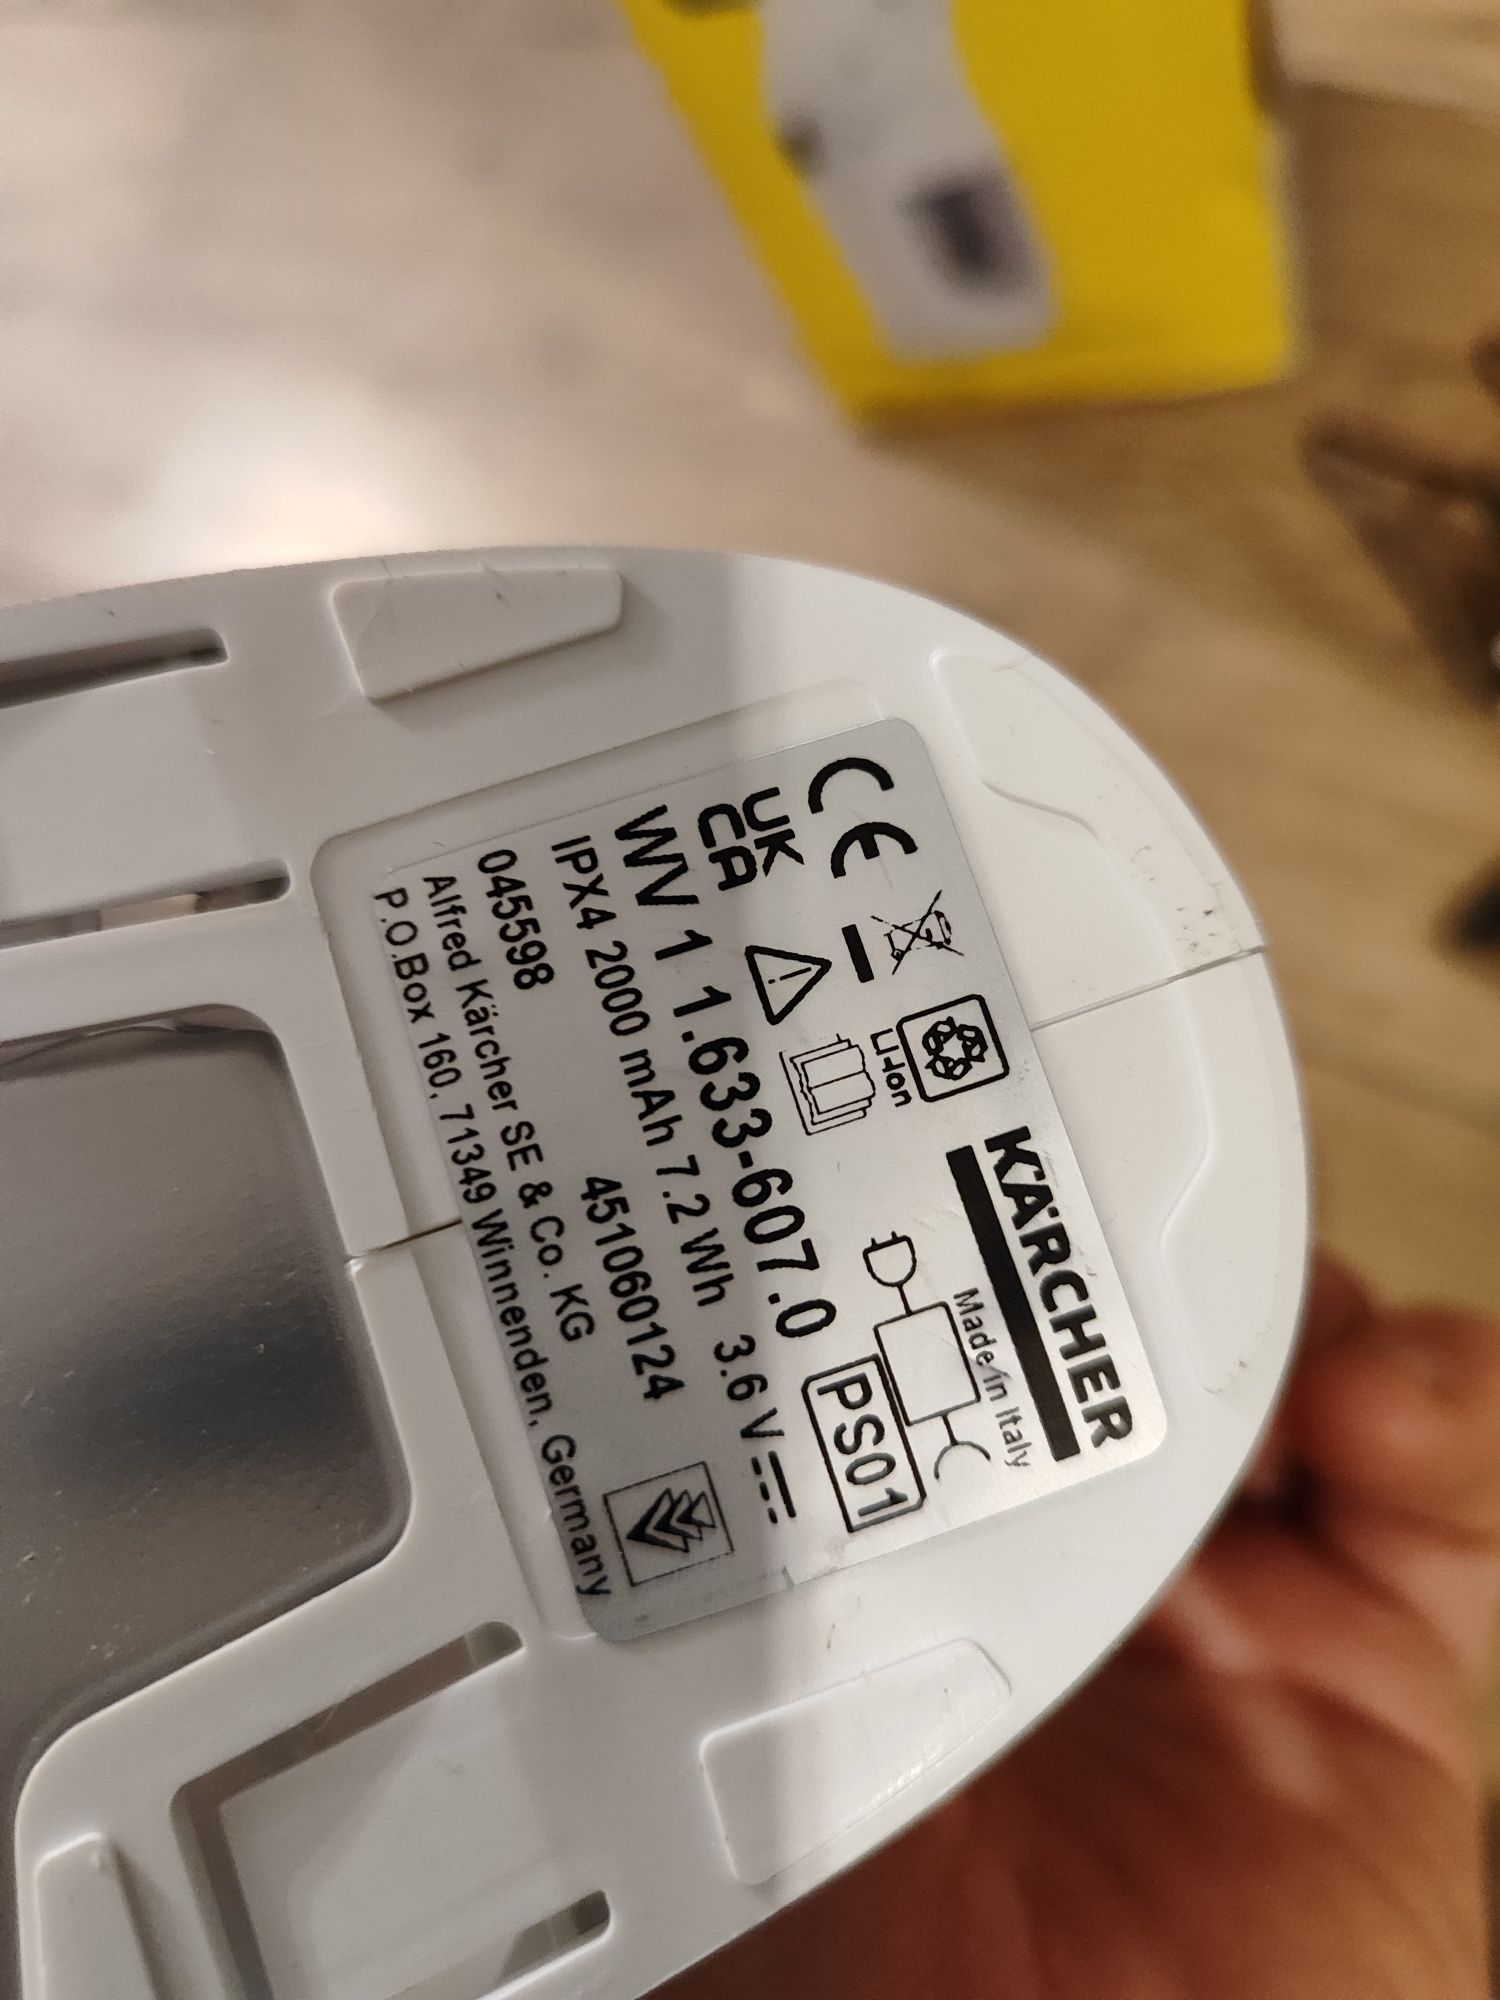 CE
Li-Ion
KÄRCHER
UK
CA
Made in Italy
WV 1 1.633-607.0
PS01
IPX4 2000 mAh 7.2 Wh 3.6 V
045598 451060124
Alfred Kärcher SE & Co. KG
P.O.Box 160, 71349 Winnenden, Germany